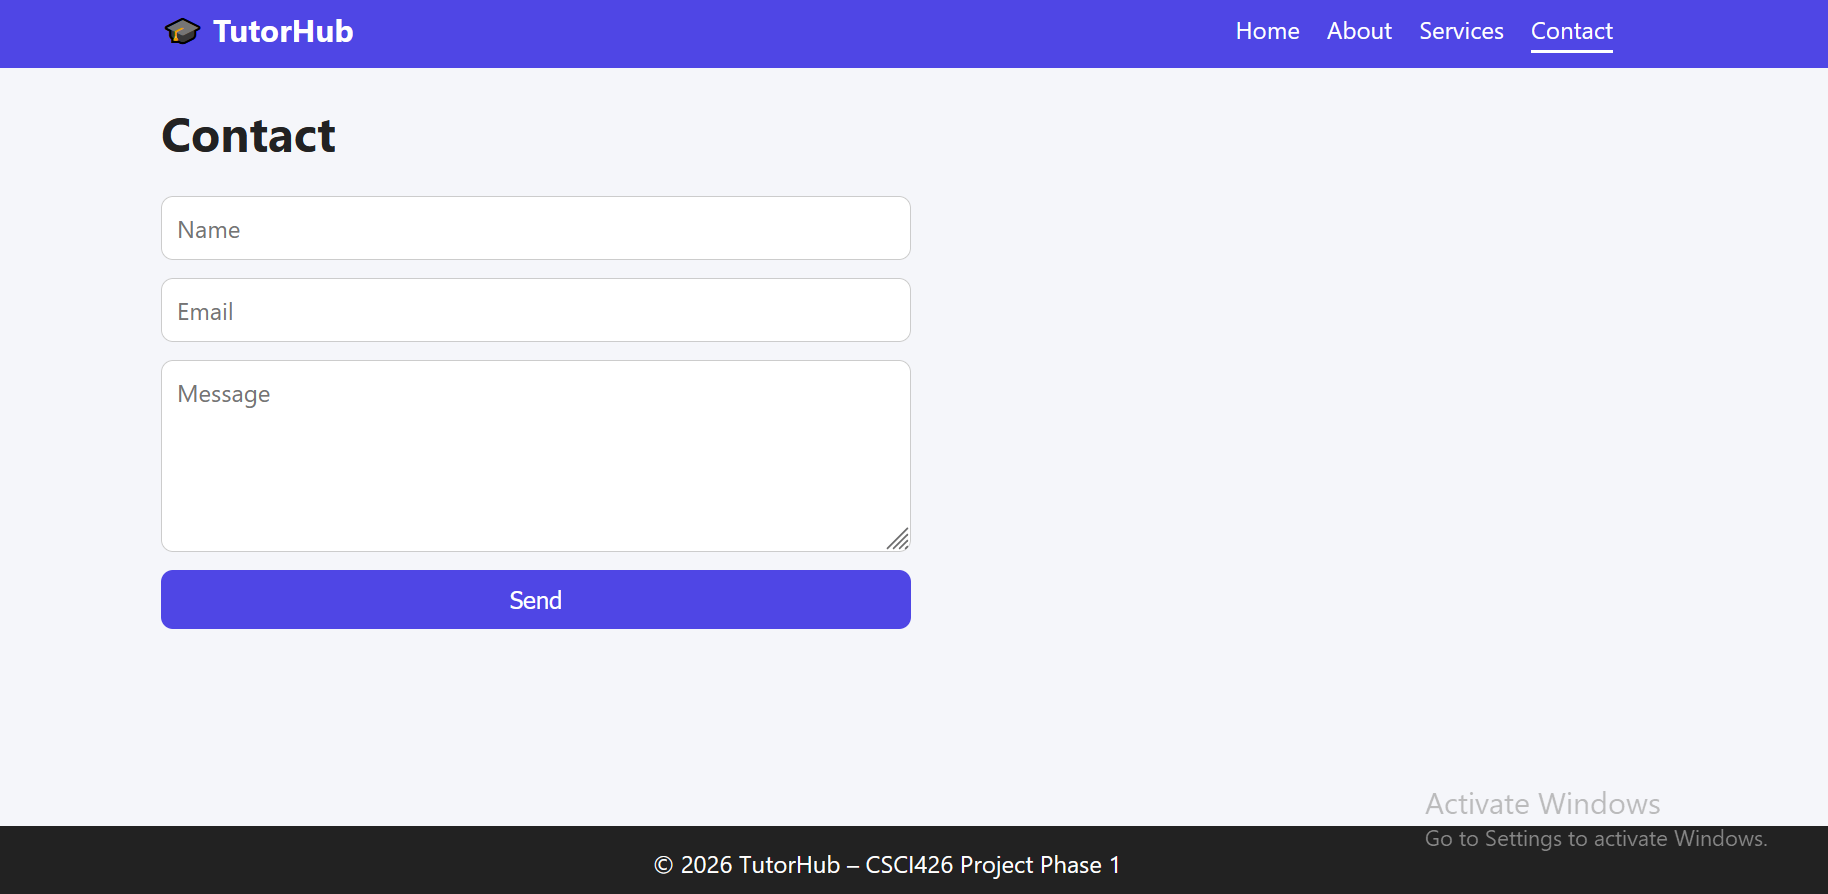 TutorHub
Home About Services Contact
Contact
Name
Email
Message
Send
Activate Windows
Go to Settings to activate Windows.
© 2026 TutorHub – CSCI426 Project Phase 1